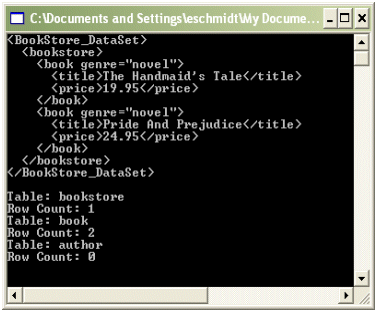 C:\Documents and Settings\eschmidt\My Docume...
<BookStore_DataSet>
  <bookstore>
    <book genre="novel">
      <title>The Handmaid's Tale</title>
      <price>19.95</price>
    </book>
    <book genre="novel">
      <title>Pride And Prejudice</title>
      <price>24.95</price>
    </book>
  </bookstore>
</BookStore_DataSet>
Table: bookstore
Row Count: 1
Table: book
Row Count: 2
Table: author
Row Count: 0